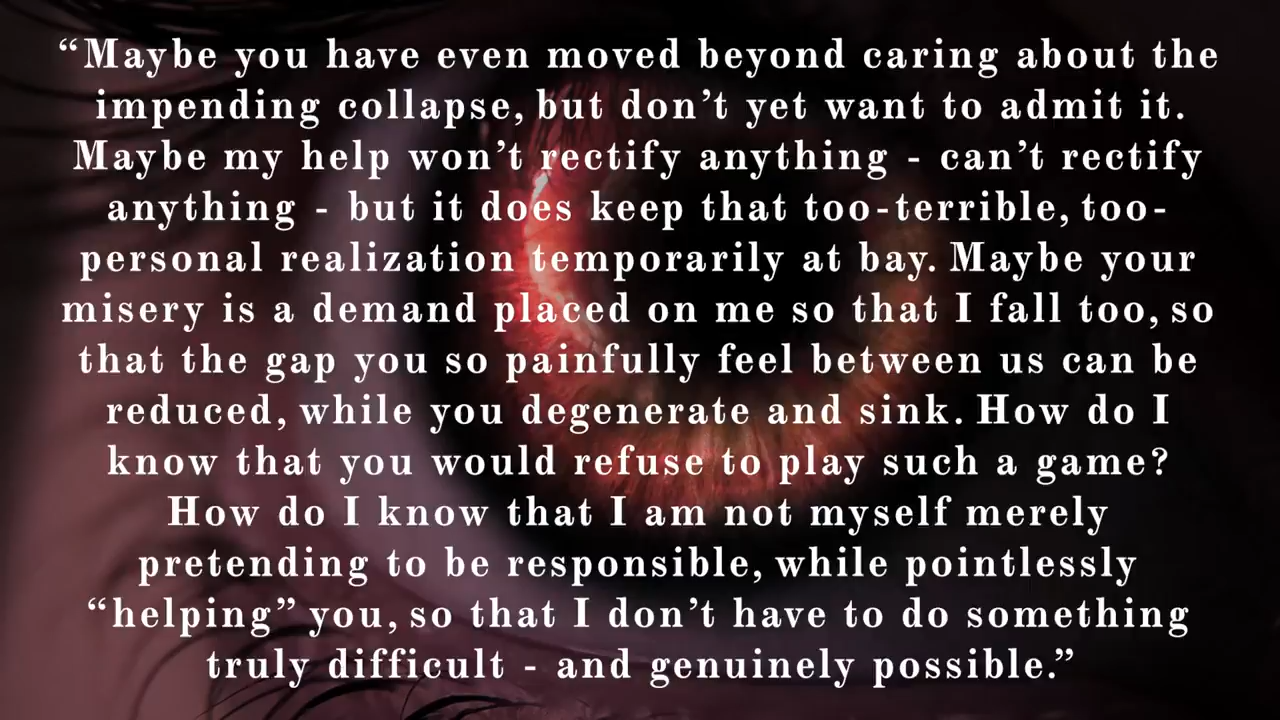 “Maybe you have even moved beyond caring about the
impending collapse, but don’t yet want to admit it.
Maybe my help won’t rectify anything - can’t rectify
anything - but it does keep that too-terrible, too-
personal realization temporarily at bay. Maybe your
misery is a demand placed on me so that I fall too, so
that the gap you so painfully feel between us can be
reduced, while you degenerate and sink. How do I
know that you would refuse to play such a game?
How do I know that I am not myself merely
pretending to be responsible, while pointlessly
“helping” you, so that I don’t have to do something
truly difficult - and genuinely possible.”